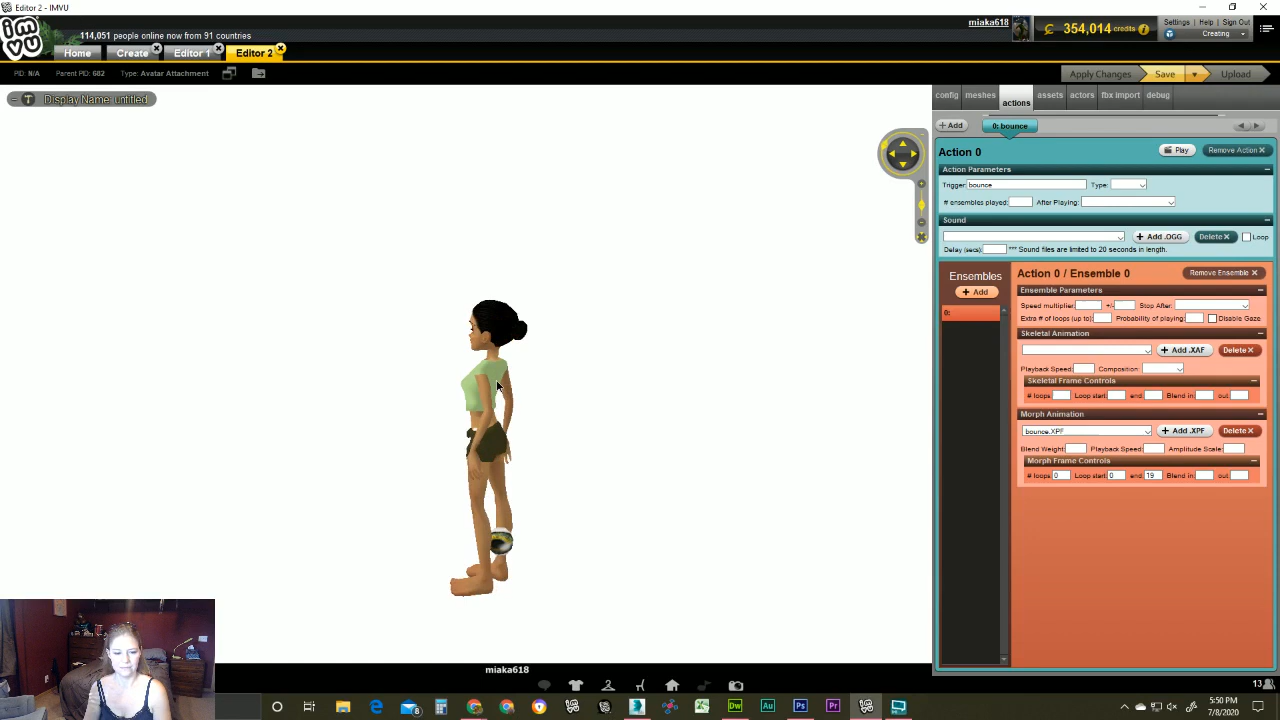 Editor 2 - IMVU
114,051 people online now from 91 countries
miaka618
354,014 credits
Settings | Help | Sign Out
Creating
IMVU
Home
Create
Editor 1
Editor 2
PID: N/A Parent PID: 682 Type: Avatar Attachment
Apply Changes
Save
Upload
Display Name: untitled
config
meshes
actions
assets
actors
fbx import
debug
+ Add
0: bounce
Action 0
Play
Remove Action X
Action Parameters
Trigger: bounce Type:
# ensembles played: After Playing:
Sound
+ Add .OGG
Delete X
Loop
Delay (secs): *** Sound files are limited to 20 seconds in length.
Ensembles
+ Add
0:
Action 0 / Ensemble 0
Remove Ensemble X
Ensemble Parameters
Speed multiplier: +/- Stop After:
Extra # of loops (up to): Probability of playing: Disable Gaze
Skeletal Animation
+ Add .XAF
Delete X
Playback Speed: Composition:
Skeletal Frame Controls
# loops: Loop start: end: Blend in: out:
Morph Animation
bounce.XPF
+ Add .XPF
Delete X
Blend Weight: Playback Speed: Amplitude Scale:
Morph Frame Controls
# loops: 0 Loop start: 0 end: 19 Blend in: out:
miaka618
13
5:50 PM
7/8/2020